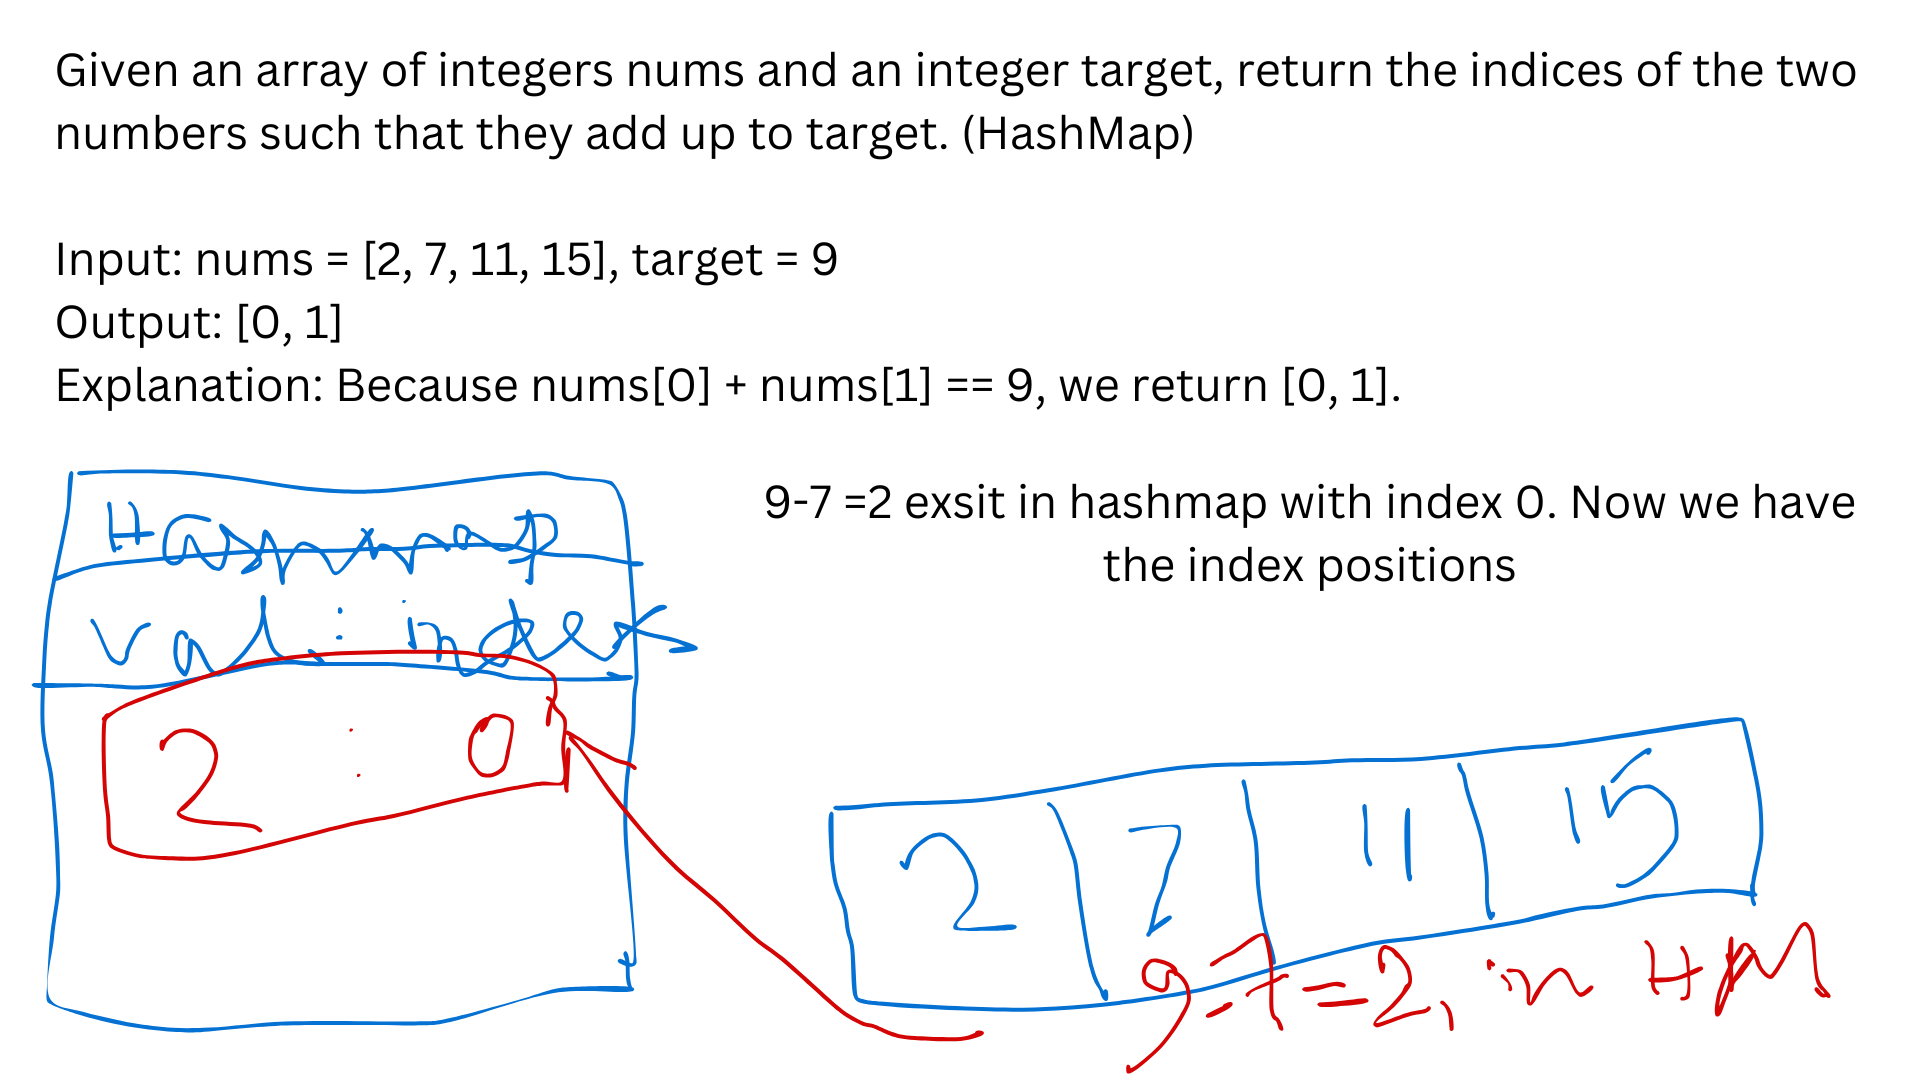 Given an array of integers nums and an integer target, return the indices of the two
numbers such that they add up to target. (HashMap)
Input: nums = [2, 7, 11, 15], target = 9
Output: [0, 1]
Explanation: Because nums[0] + nums[1] == 9, we return [0, 1].
9-7 =2 exsit in hashmap with index 0. Now we have
the index positions
Hashmap
val : index
2 : 0
2 7 11 15
9-7=2, in HM